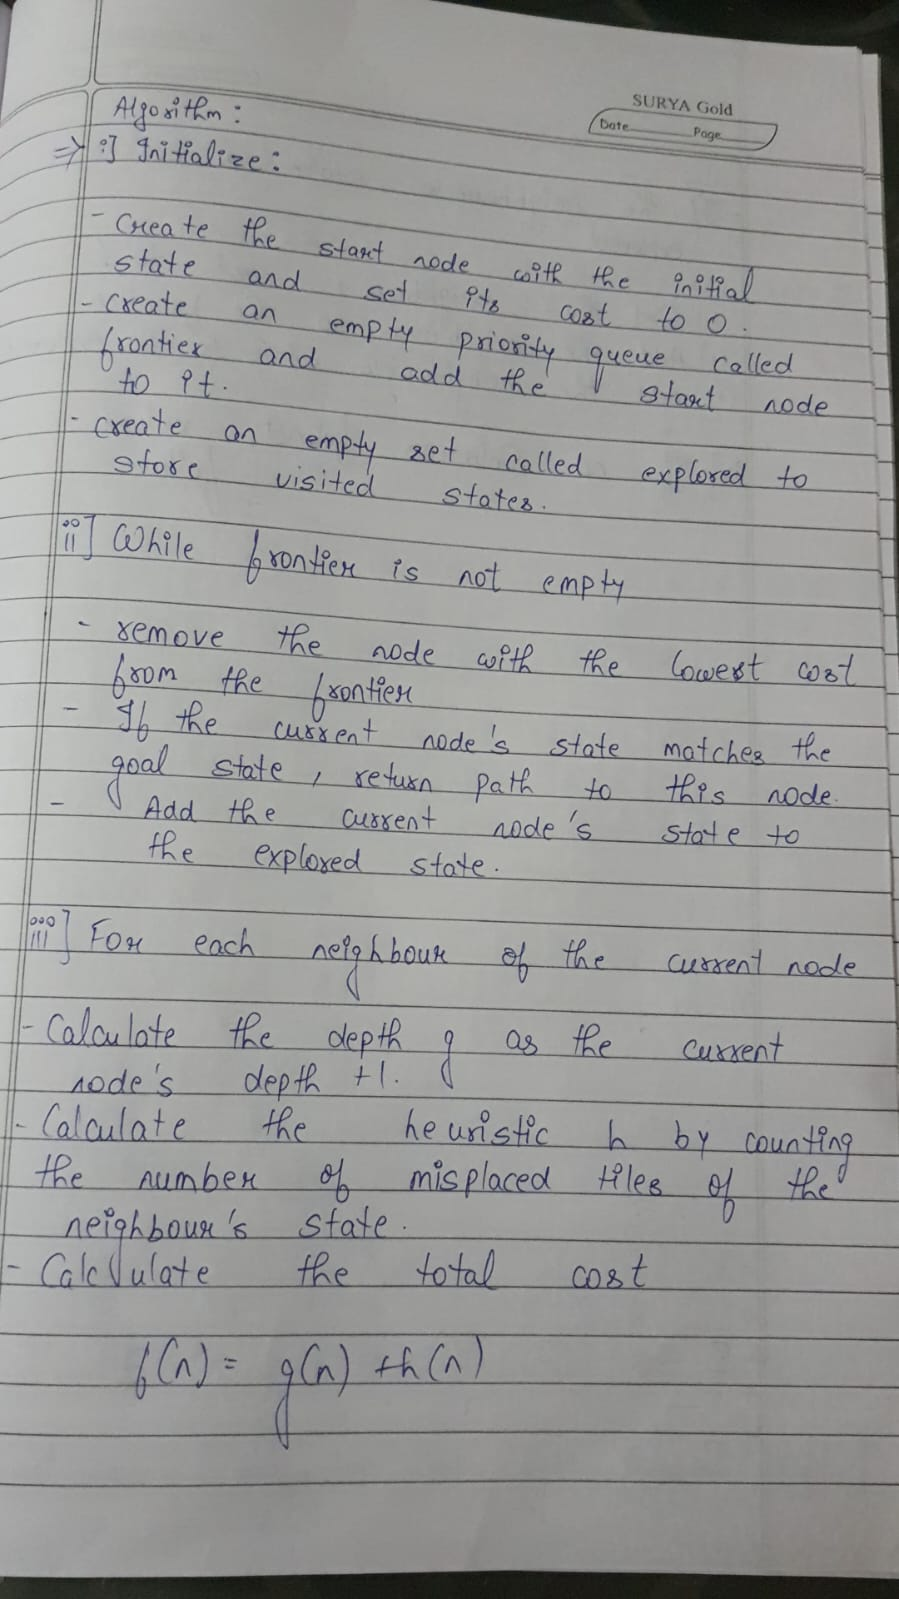 SURYA Gold
Date Page
Algorithm :
⇒ i] Initialize :
- Create the start node with the initial
state and set its cost to 0.
- create an empty priority queue called
frontier and add the start node
to it.
- create an empty set called explored to
store visited states.
ii] While frontier is not empty
- remove the node with the lowest cost
from the frontier
- If the current node's state matches the
goal state, return path to this node.
- Add the current node's state to
the explored state.
iii] For each neighbour of the current node
- Calculate the depth g as the current
node's depth +1.
- Calculate the heuristic h by counting
the number of misplaced tiles of the
neighbour's state.
- Calculate the total cost
f(n) = g(n) + h(n)